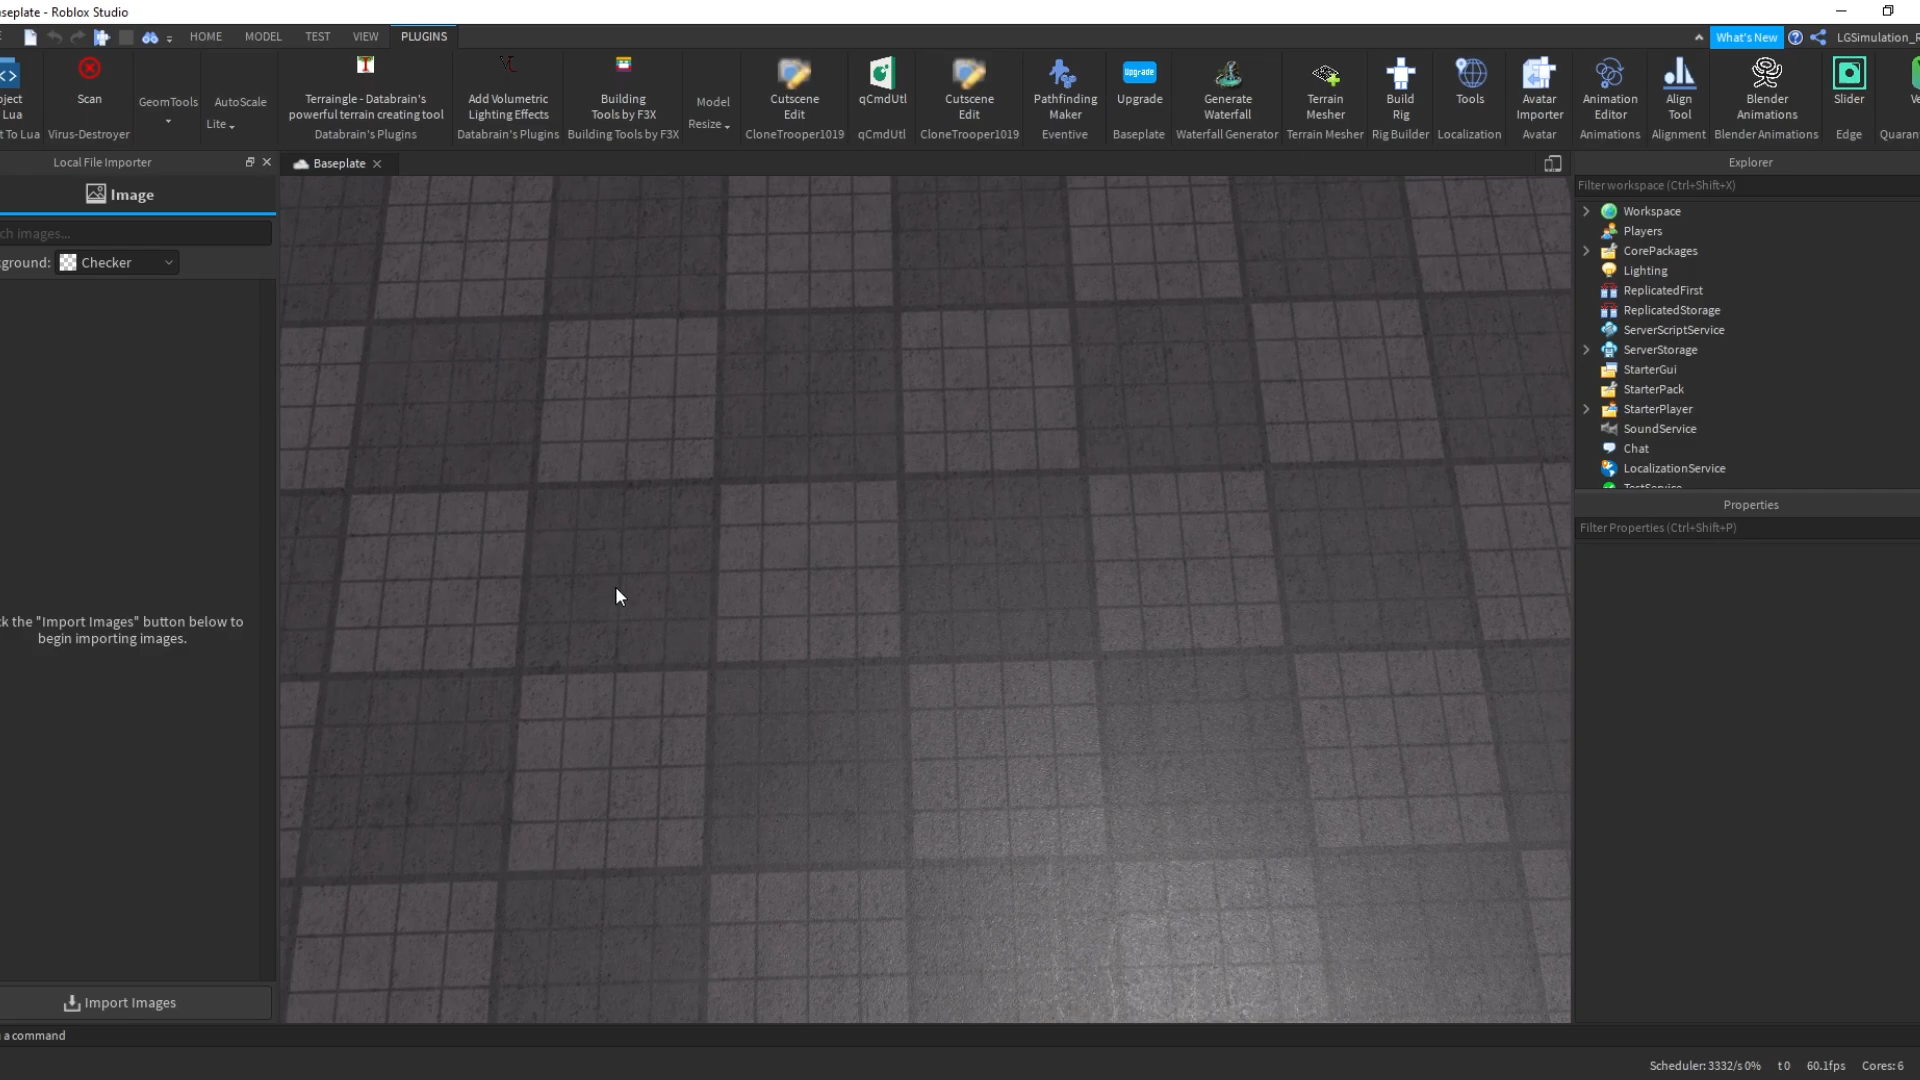 seplate - Roblox Studio
HOME MODEL TEST VIEW PLUGINS
What's New
LGSimulation_R
oject
Lua
t To Lua
Scan
Virus-Destroyer
GeomTools
AutoScale
Lite
Terraingle - Databrain's
powerful terrain creating tool
Databrain's Plugins
Add Volumetric
Lighting Effects
Databrain's Plugins
Building
Tools by F3X
Building Tools by F3X
Model
Resize
Cutscene
Edit
CloneTrooper1019
qCmdUtl
qCmdUtl
Cutscene
Edit
CloneTrooper1019
Pathfinding
Maker
Eventive
Upgrade
Upgrade
Baseplate
Generate
Waterfall
Waterfall Generator
Terrain
Mesher
Terrain Mesher
Build
Rig
Rig Builder
Tools
Localization
Avatar
Importer
Avatar
Animation
Editor
Animations
Align
Tool
Alignment
Blender
Animations
Blender Animations
Slider
Edge
Ve
Quaran
Local File Importer
Image
ch images...
ground: Checker
ck the "Import Images" button below to
begin importing images.
Import Images
Baseplate
Explorer
Filter workspace (Ctrl+Shift+X)
Workspace
Players
CorePackages
Lighting
ReplicatedFirst
ReplicatedStorage
ServerScriptService
ServerStorage
StarterGui
StarterPack
StarterPlayer
SoundService
Chat
LocalizationService
TestService
Properties
Filter Properties (Ctrl+Shift+P)
a command
Scheduler: 3332/s 0% t 0 60.1fps Cores: 6